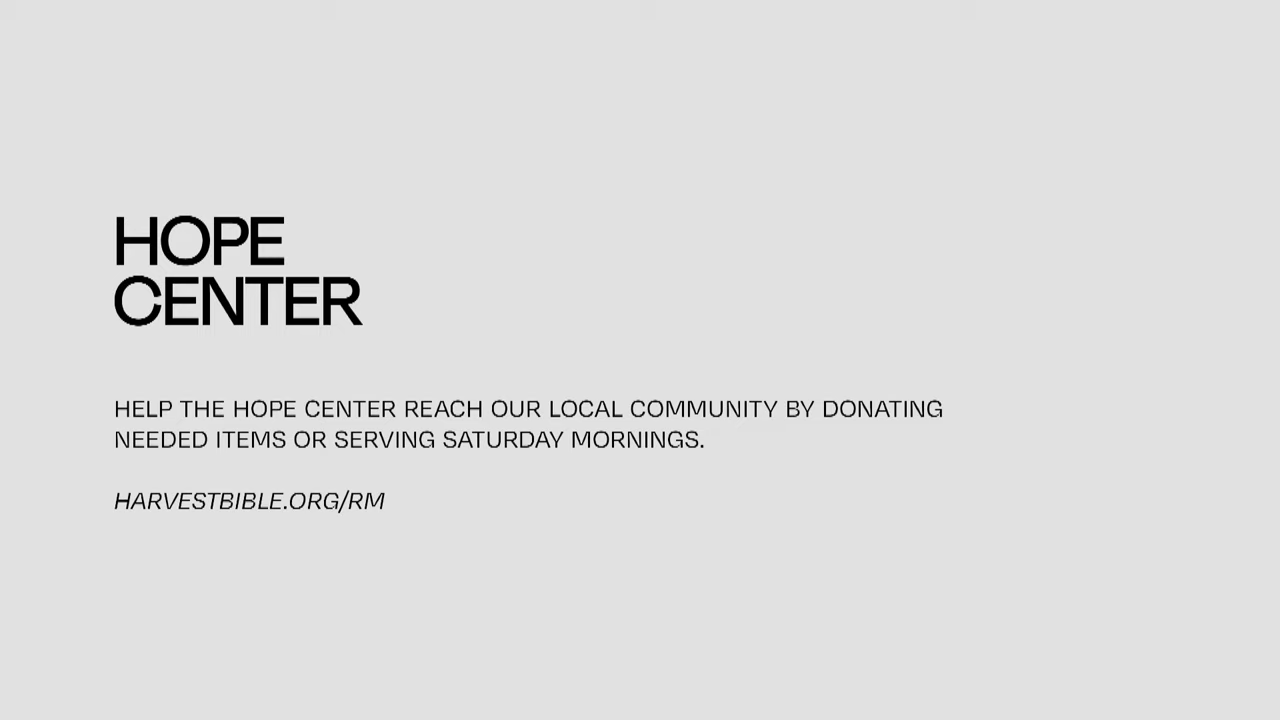 HOPE
CENTER
HELP THE HOPE CENTER REACH OUR LOCAL COMMUNITY BY DONATING
NEEDED ITEMS OR SERVING SATURDAY MORNINGS.
HARVESTBIBLE.ORG/RM